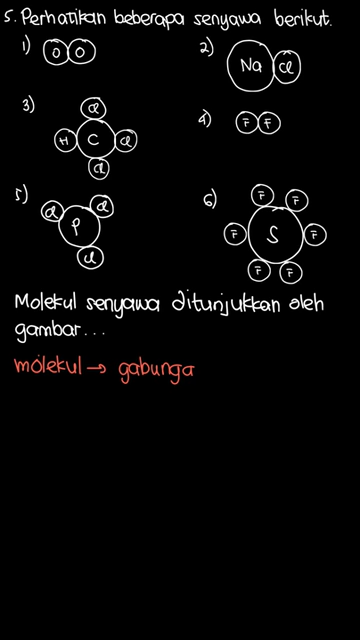 5. Perhatikan beberapa senyawa berikut.
1) O O
2) Na Cl
3) Cl H C Cl Cl
4) F F
5) Cl Cl P Cl
6) F F F S F F F
Molekul senyawa ditunjukkan oleh
gambar...
molekul → gabunga